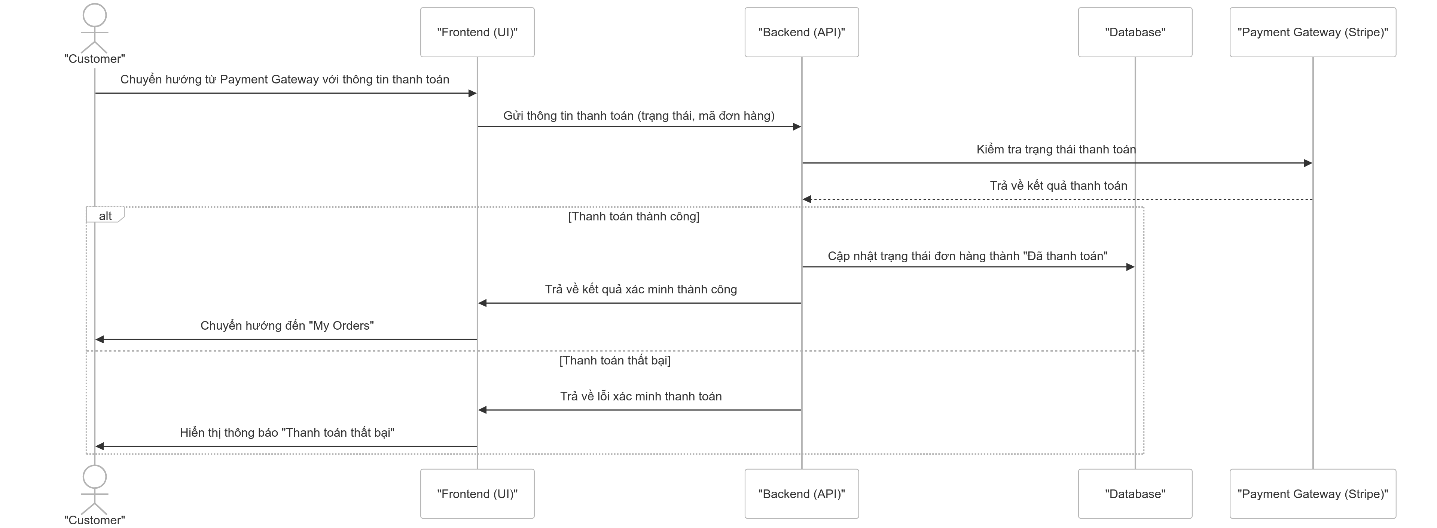 "Customer"
"Frontend (UI)"
"Backend (API)"
"Database"
"Payment Gateway (Stripe)"
Chuyển hướng từ Payment Gateway với thông tin thanh toán
Gửi thông tin thanh toán (trạng thái, mã đơn hàng)
Kiểm tra trạng thái thanh toán
Trả về kết quả thanh toán
alt
[Thanh toán thành công]
Cập nhật trạng thái đơn hàng thành "Đã thanh toán"
Trả về kết quả xác minh thành công
Chuyển hướng đến "My Orders"
[Thanh toán thất bại]
Trả về lỗi xác minh thanh toán
Hiển thị thông báo "Thanh toán thất bại"
"Customer"
"Frontend (UI)"
"Backend (API)"
"Database"
"Payment Gateway (Stripe)"